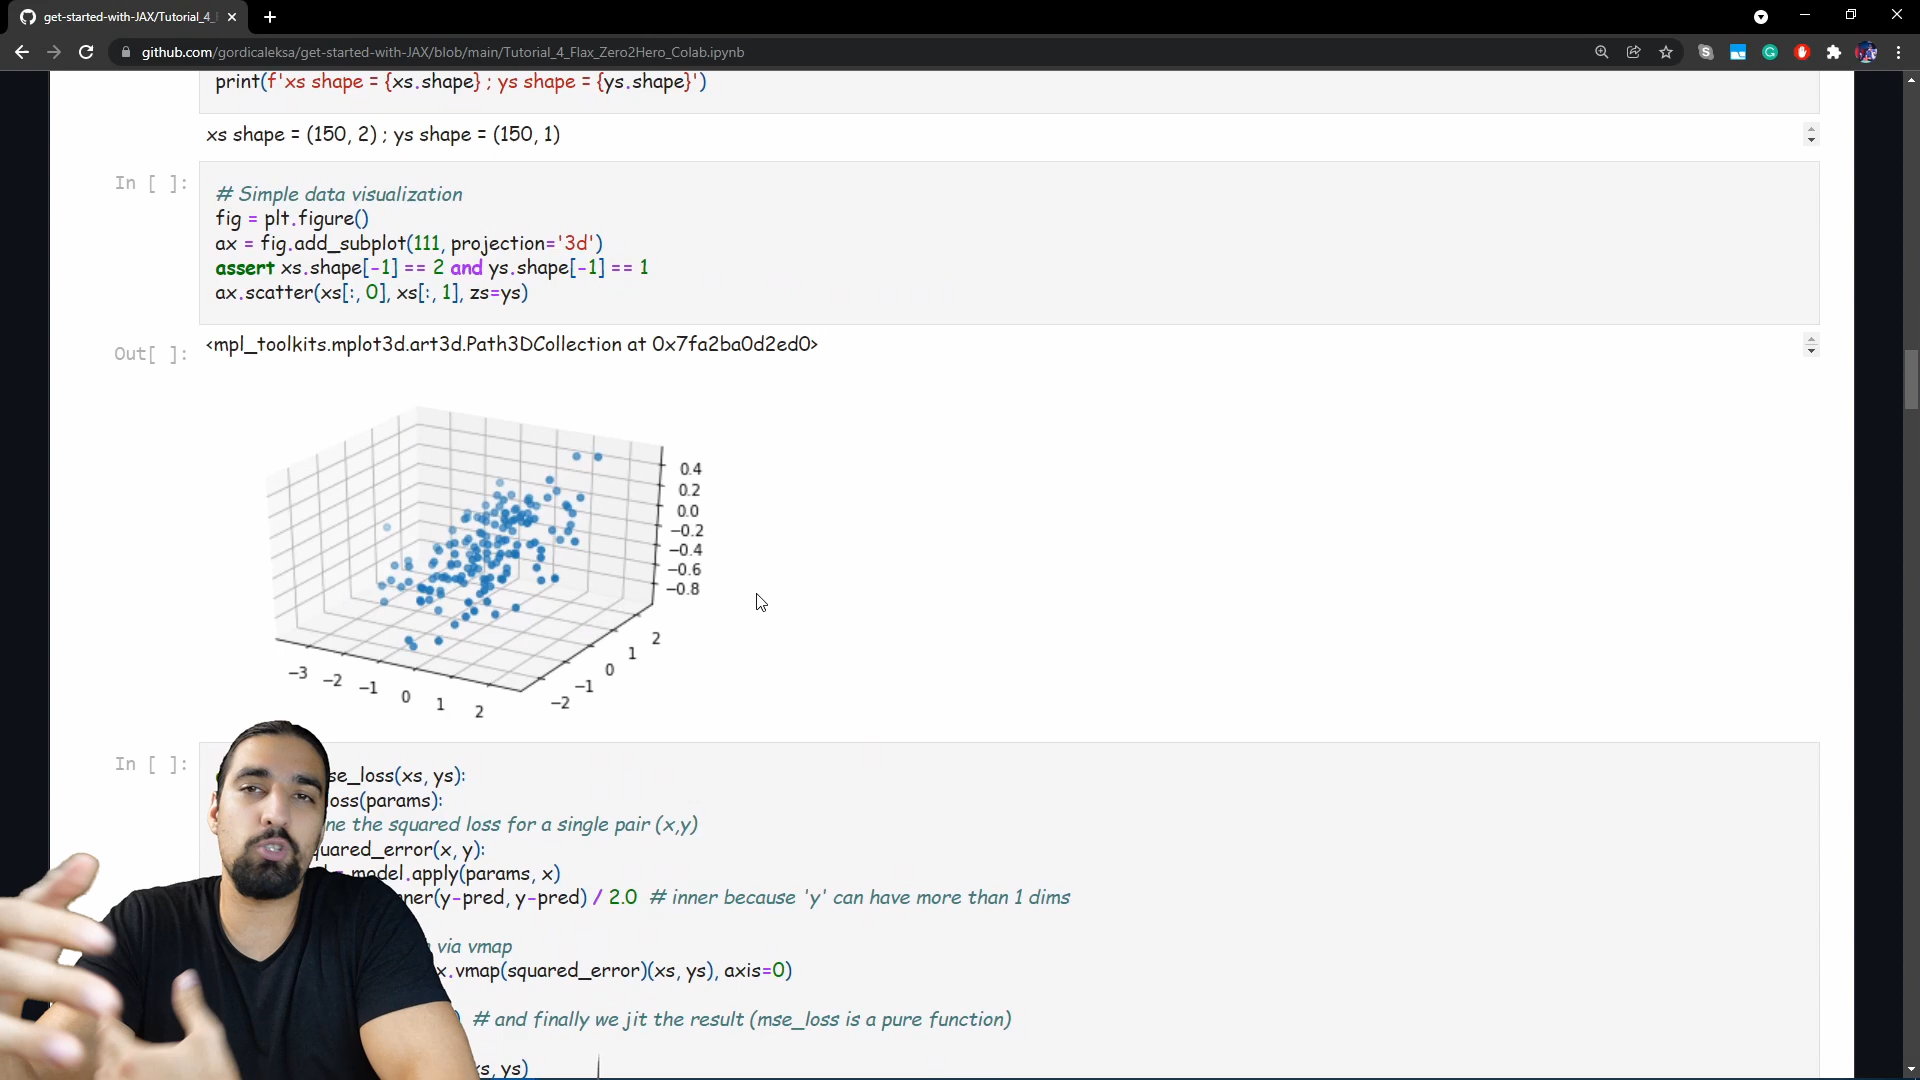 get-started-with-JAX/Tutorial_4_
github.com/gordicaleksa/get-started-with-JAX/blob/main/Tutorial_4_Flax_Zero2Hero_Colab.ipynb
print(f'xs shape = {xs.shape} ; ys shape = {ys.shape}')
xs shape = (150, 2) ; ys shape = (150, 1)
In [ ]:
# Simple data visualization
fig = plt.figure()
ax = fig.add_subplot(111, projection='3d')
assert xs.shape[-1] == 2 and ys.shape[-1] == 1
ax.scatter(xs[:, 0], xs[:, 1], zs=ys)
Out[ ]:
<mpl_toolkits.mplot3d.art3d.Path3DCollection at 0x7fa2ba0d2ed0>
0.4
0.2
0.0
−0.2
−0.4
−0.6
−0.8
2
1
0
−1
−2
−3 −2 −1 0 1 2
In [ ]:
se_loss(xs, ys):
oss(params):
ne the squared loss for a single pair (x,y)
quared_error(x, y):
= model.apply(params, x)
ner(y-pred, y-pred) / 2.0 # inner because 'y' can have more than 1 dims
via vmap
x.vmap(squared_error)(xs, ys), axis=0)
# and finally we jit the result (mse_loss is a pure function)
xs, ys)